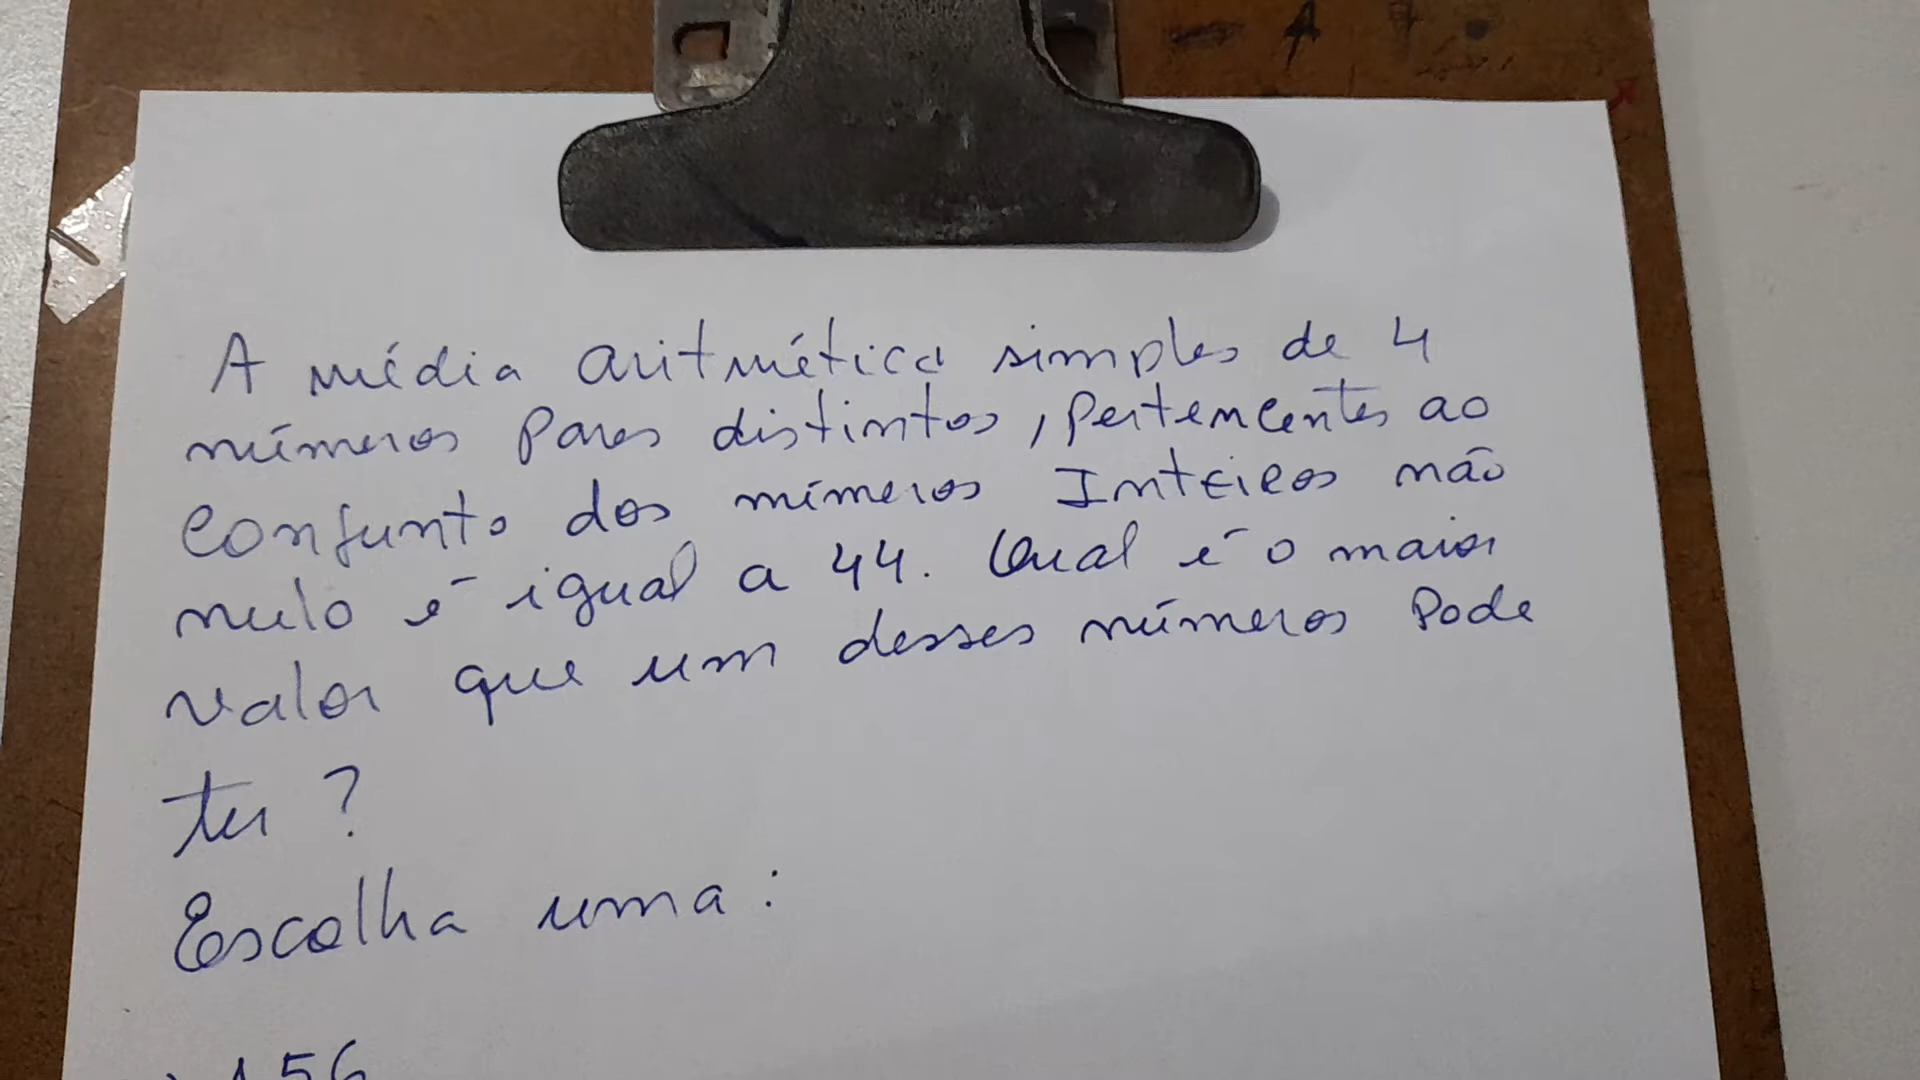 A média aritmética simples de 4
números Pares distintos, Pertencentes ao
conjunto dos números Inteiros não
nulo é igual a 44. Qual é o maior
valor que um desses números Pode
ter ?
Escolha uma :
156